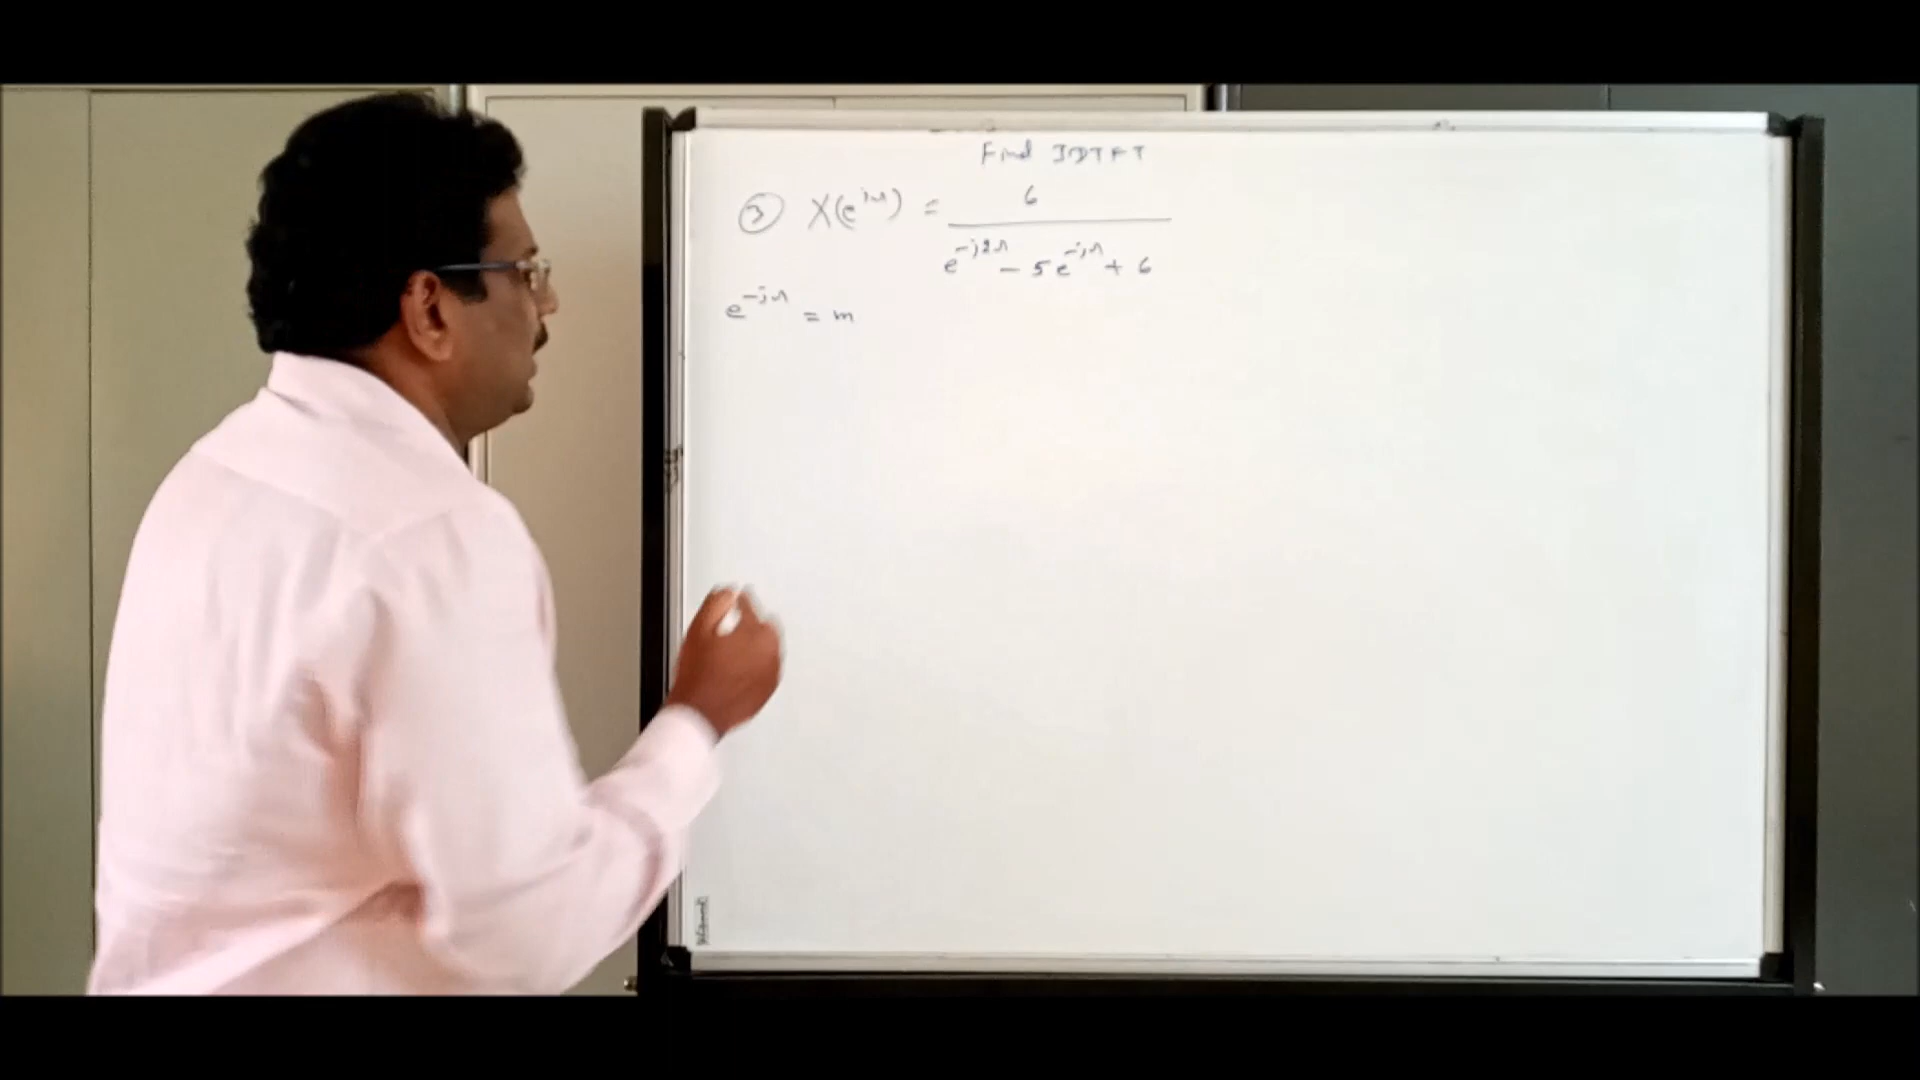 Find IDTFT
③ X(e^{jΩ}) = 6 / (e^{-j2Ω} - 5e^{-jΩ} + 6)
e^{-jΩ} = m